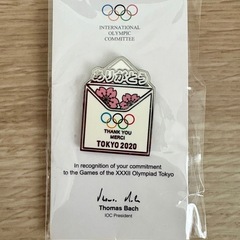 INTERNATIONAL
OLYMPIC
COMMITTEE
ありがとう
THANK YOU
MERCI
TOKYO 2020
In recognition of your commitment
to the Games of the XXXII Olympiad Tokyo
Thomas Bach
IOC President